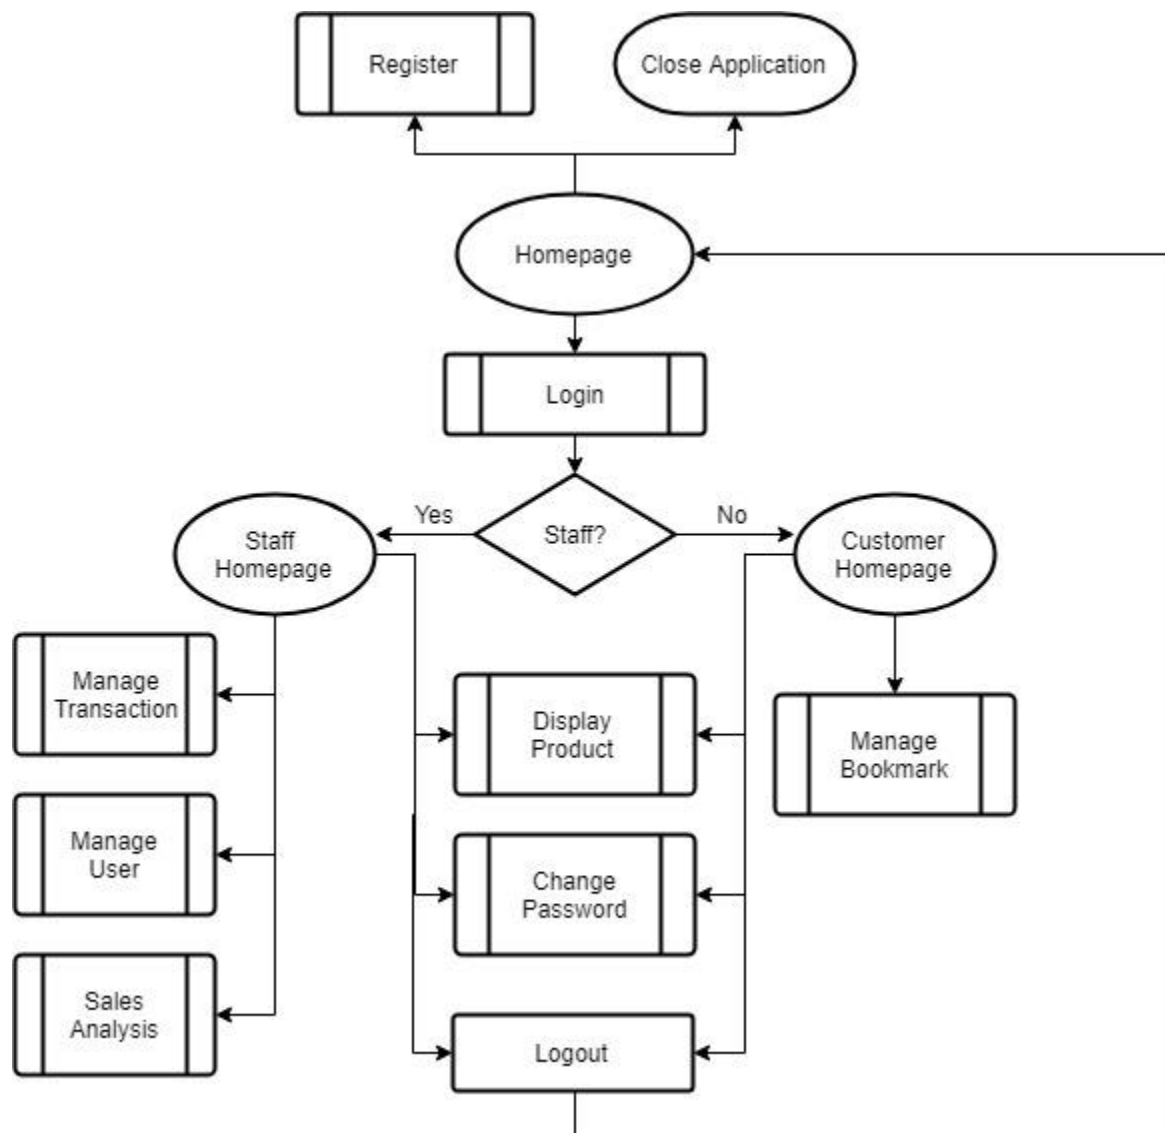 Register
Close Application
Homepage
Login
Yes
Staff?
No
Staff
Homepage
Customer
Homepage
Manage
Transaction
Display
Product
Manage
Bookmark
Manage
User
Change
Password
Sales
Analysis
Logout